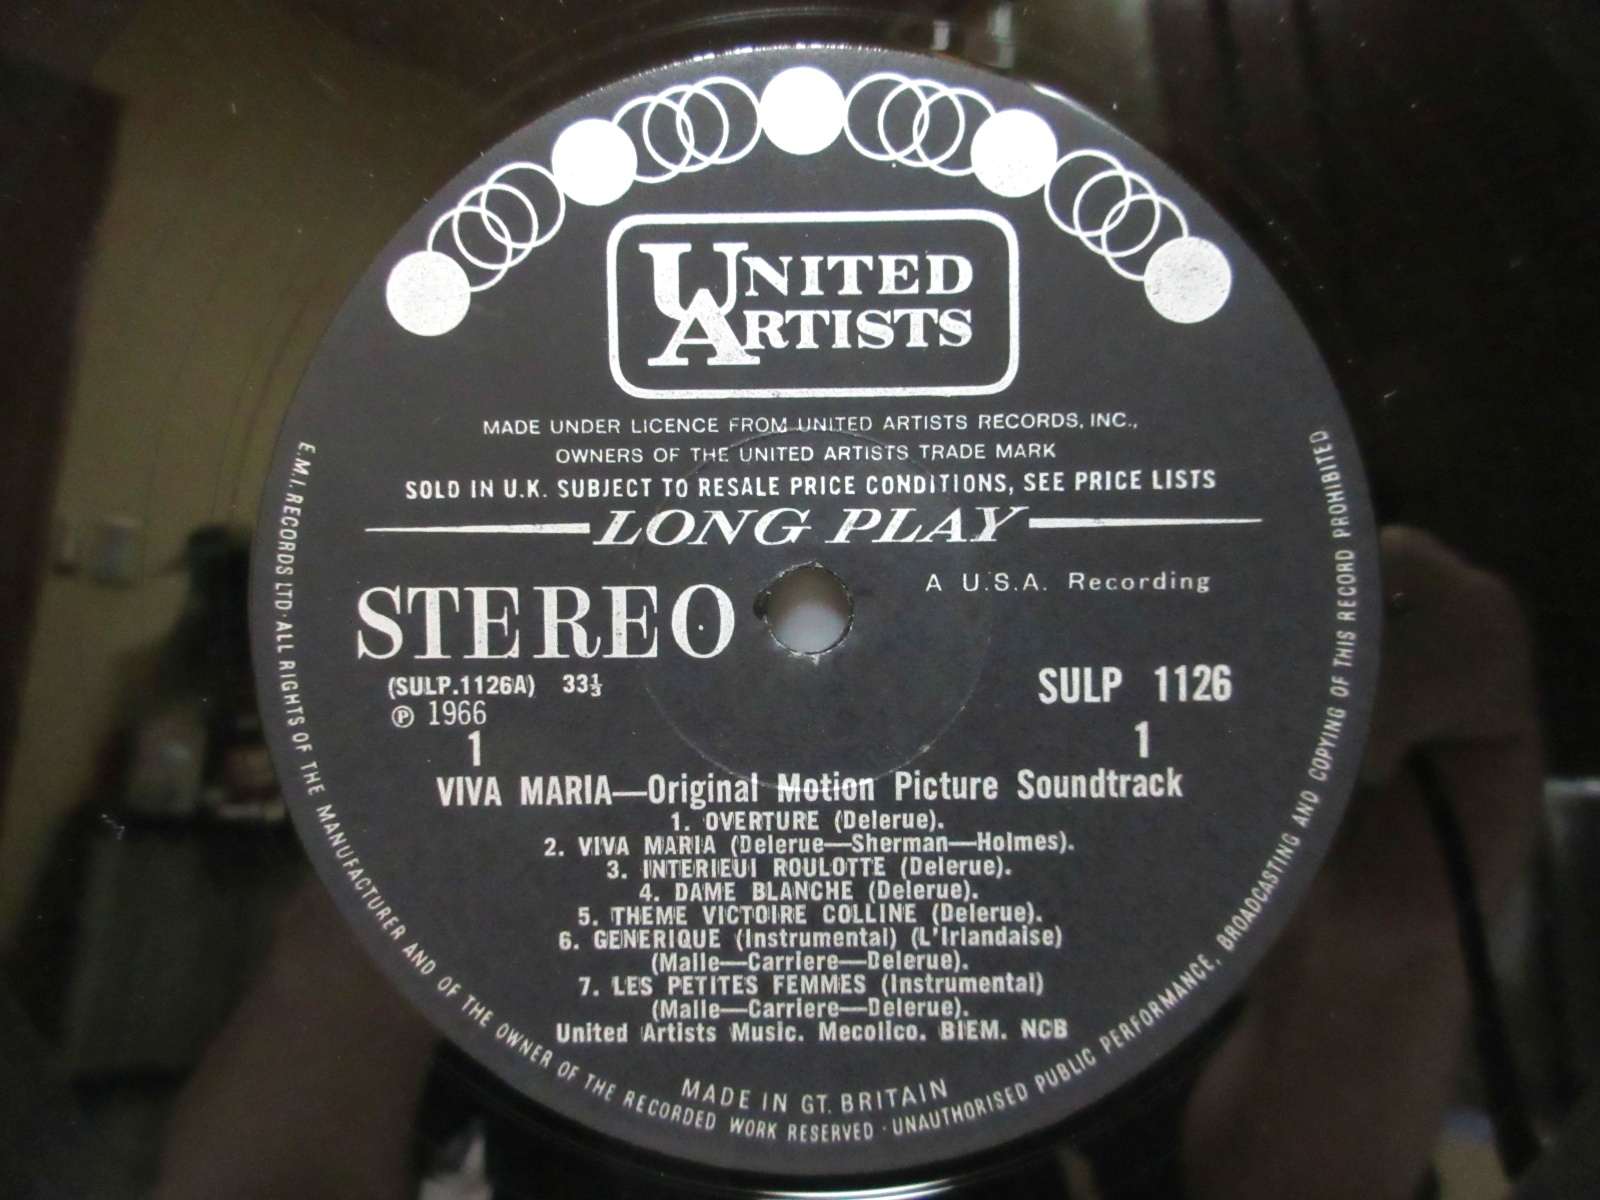 UNITED
ARTISTS
MADE UNDER LICENCE FROM UNITED ARTISTS RECORDS, INC.,
OWNERS OF THE UNITED ARTISTS TRADE MARK
SOLD IN U.K. SUBJECT TO RESALE PRICE CONDITIONS, SEE PRICE LISTS
LONG PLAY
STEREO
A U.S.A. Recording
(SULP.1126A) 33⅓
SULP 1126
℗ 1966
1
1
VIVA MARIA—Original Motion Picture Soundtrack
1. OVERTURE (Delerue).
2. VIVA MARIA (Delerue—Sherman—Holmes).
3. INTERIEUI ROULOTTE (Delerue).
4. DAME BLANCHE (Delerue).
5. THEME VICTOIRE COLLINE (Delerue).
6. GENERIQUE (Instrumental) (L'Irlandaise)
(Malle—Carriere—Delerue).
7. LES PETITES FEMMES (Instrumental)
(Malle—Carriere—Delerue).
United Artists Music. Mecolico. BIEM. NCB
MADE IN GT. BRITAIN
E.M.I. RECORDS LTD · ALL RIGHTS OF THE MANUFACTURER AND OF THE OWNER OF THE RECORDED WORK RESERVED · UNAUTHORISED PUBLIC PERFORMANCE, BROADCASTING AND COPYING OF THIS RECORD PROHIBITED